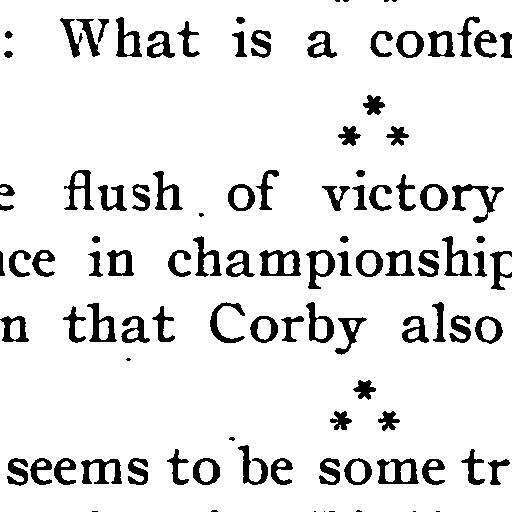 : What is a confer
⁂
e flush of victory
nce in championship
n that Corby also
⁂
seems to be some tr